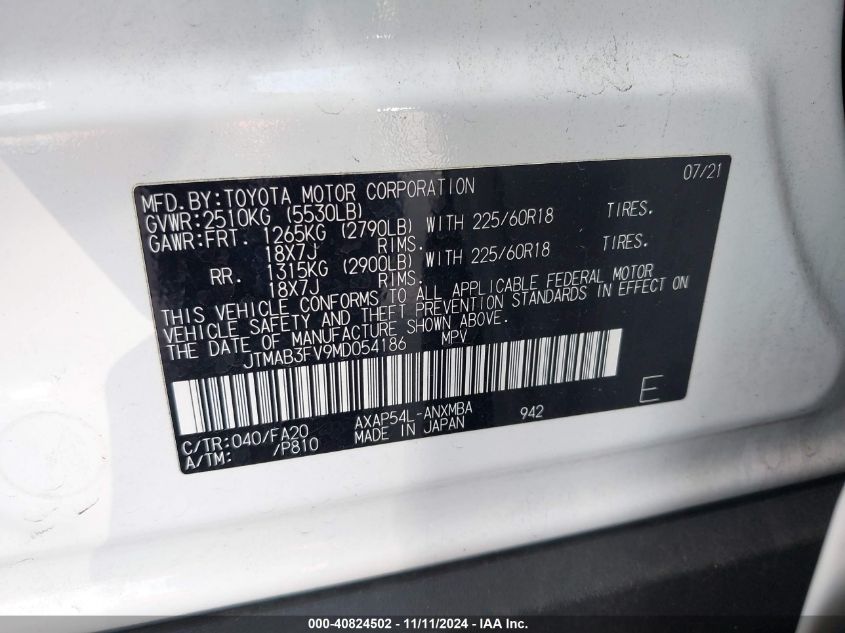 MFD.BY:TOYOTA MOTOR CORPORATION 07/21
GVWR:2510KG (5530LB)
GAWR:FRT. 1265KG (2790LB) WITH 225/60R18 TIRES.
18X7J RIMS.
RR. 1315KG (2900LB) WITH 225/60R18 TIRES.
18X7J RIMS.
THIS VEHICLE CONFORMS TO ALL APPLICABLE FEDERAL MOTOR
VEHICLE SAFETY AND THEFT PREVENTION STANDARDS IN EFFECT ON
THE DATE OF MANUFACTURE SHOWN ABOVE.
JTMAB3FV9MD054186 MPV
C/TR:040/FA20 AXAP54L-ANXMBA 942 E
A/TM: /P810 MADE IN JAPAN
000-40824502 - 11/11/2024 - IAA Inc.